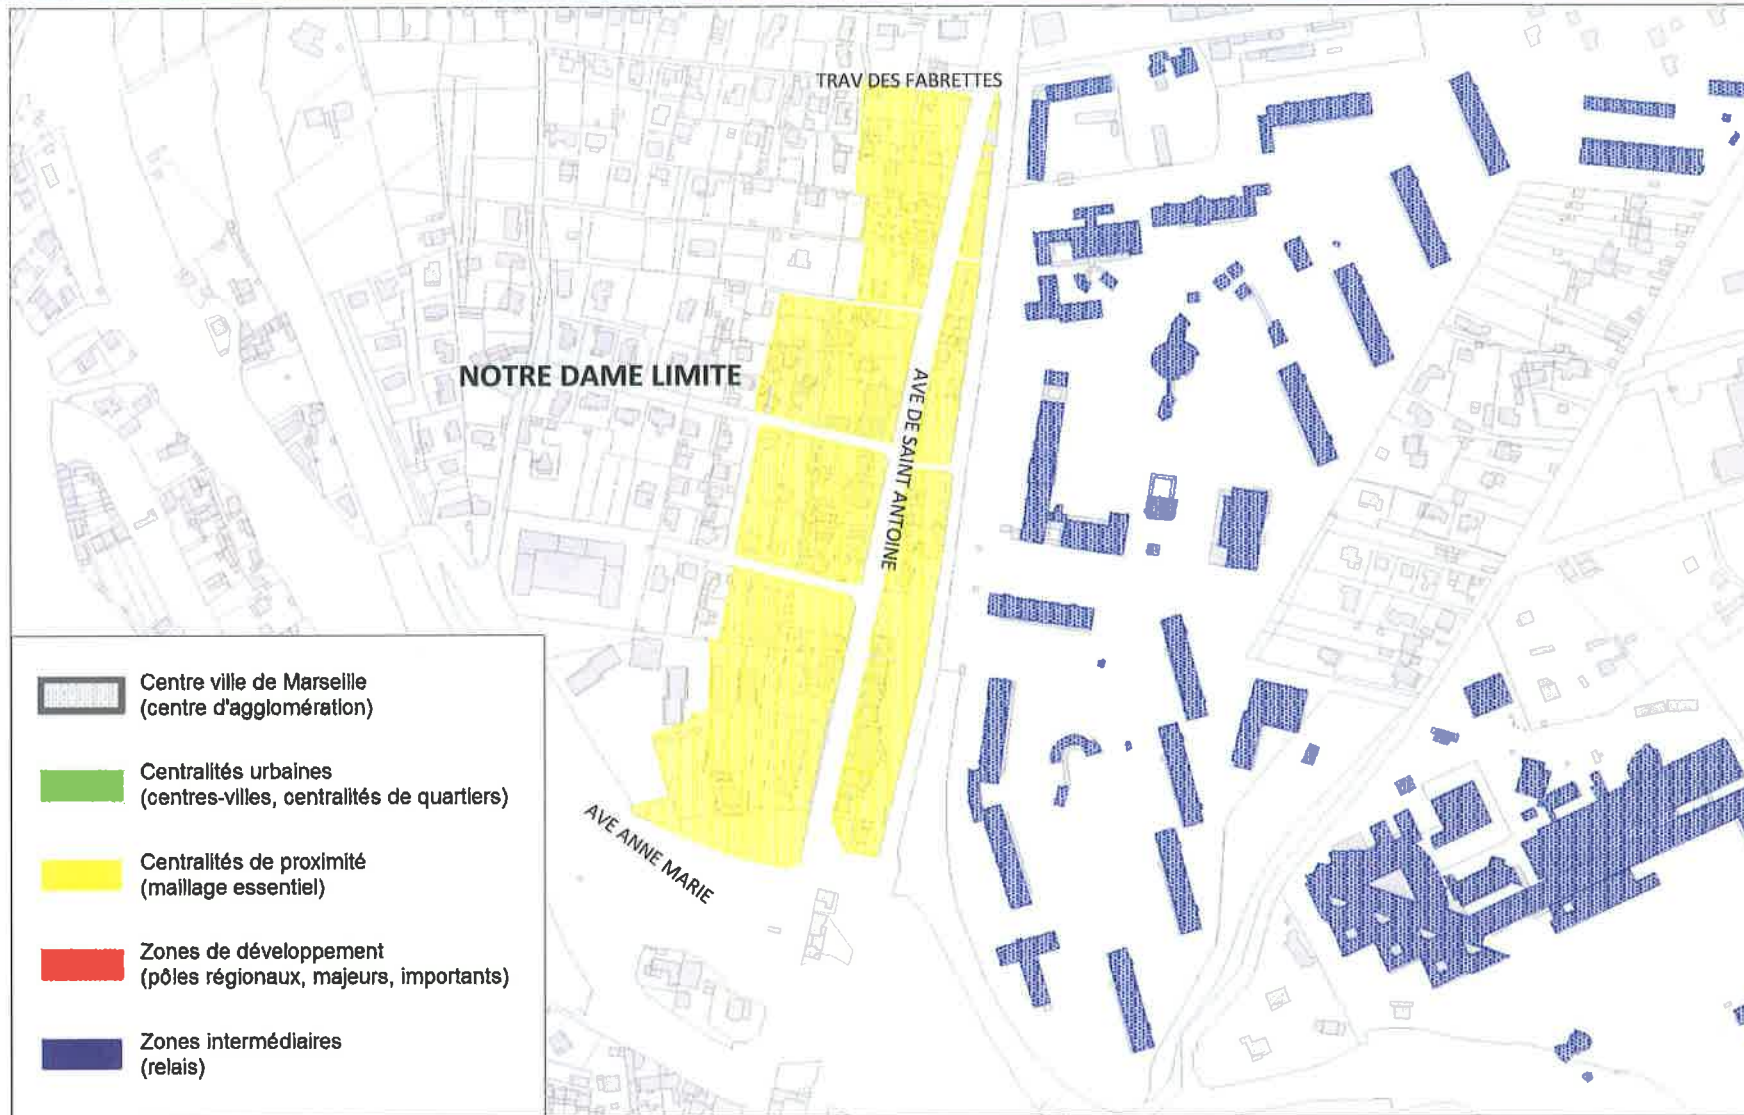 TRAV DES FABRETTES
NOTRE DAME LIMITE
AVE DE SAINT ANTOINE
AVE ANNE MARIE
Centre ville de Marseille
(centre d'agglomération)
Centralités urbaines
(centres-villes, centralités de quartiers)
Centralités de proximité
(maillage essentiel)
Zones de développement
(pôles régionaux, majeurs, importants)
Zones intermédiaires
(relais)